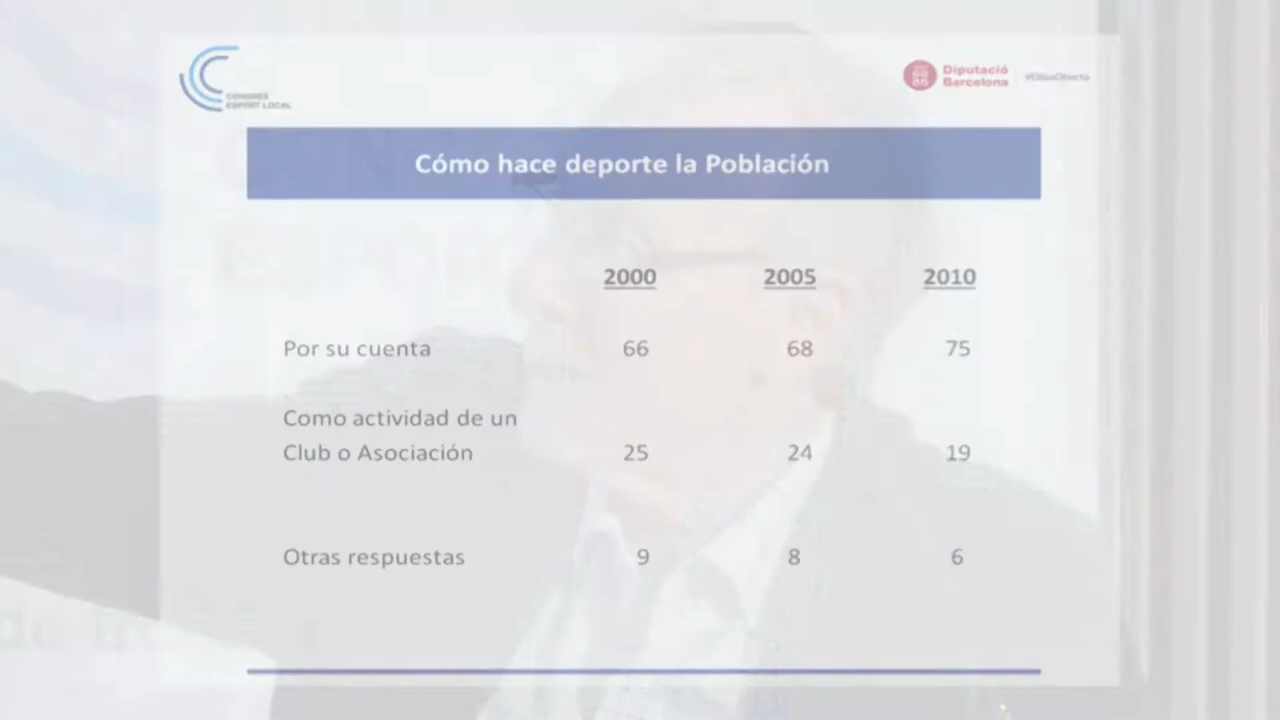 CONGRÉS
ESPORT LOCAL
Diputació
Barcelona
#DibaOberta
Cómo hace deporte la Población
2000 2005 2010
Por su cuenta 66 68 75
Como actividad de un
Club o Asociación 25 24 19
Otras respuestas 9 8 6